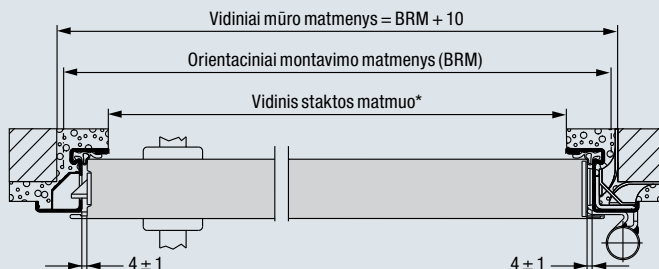 Vidiniai mūro matmenys = BRM + 10
Orientaciniai montavimo matmenys (BRM)
Vidinis staktos matmuo*
4 ± 1
4 ± 1